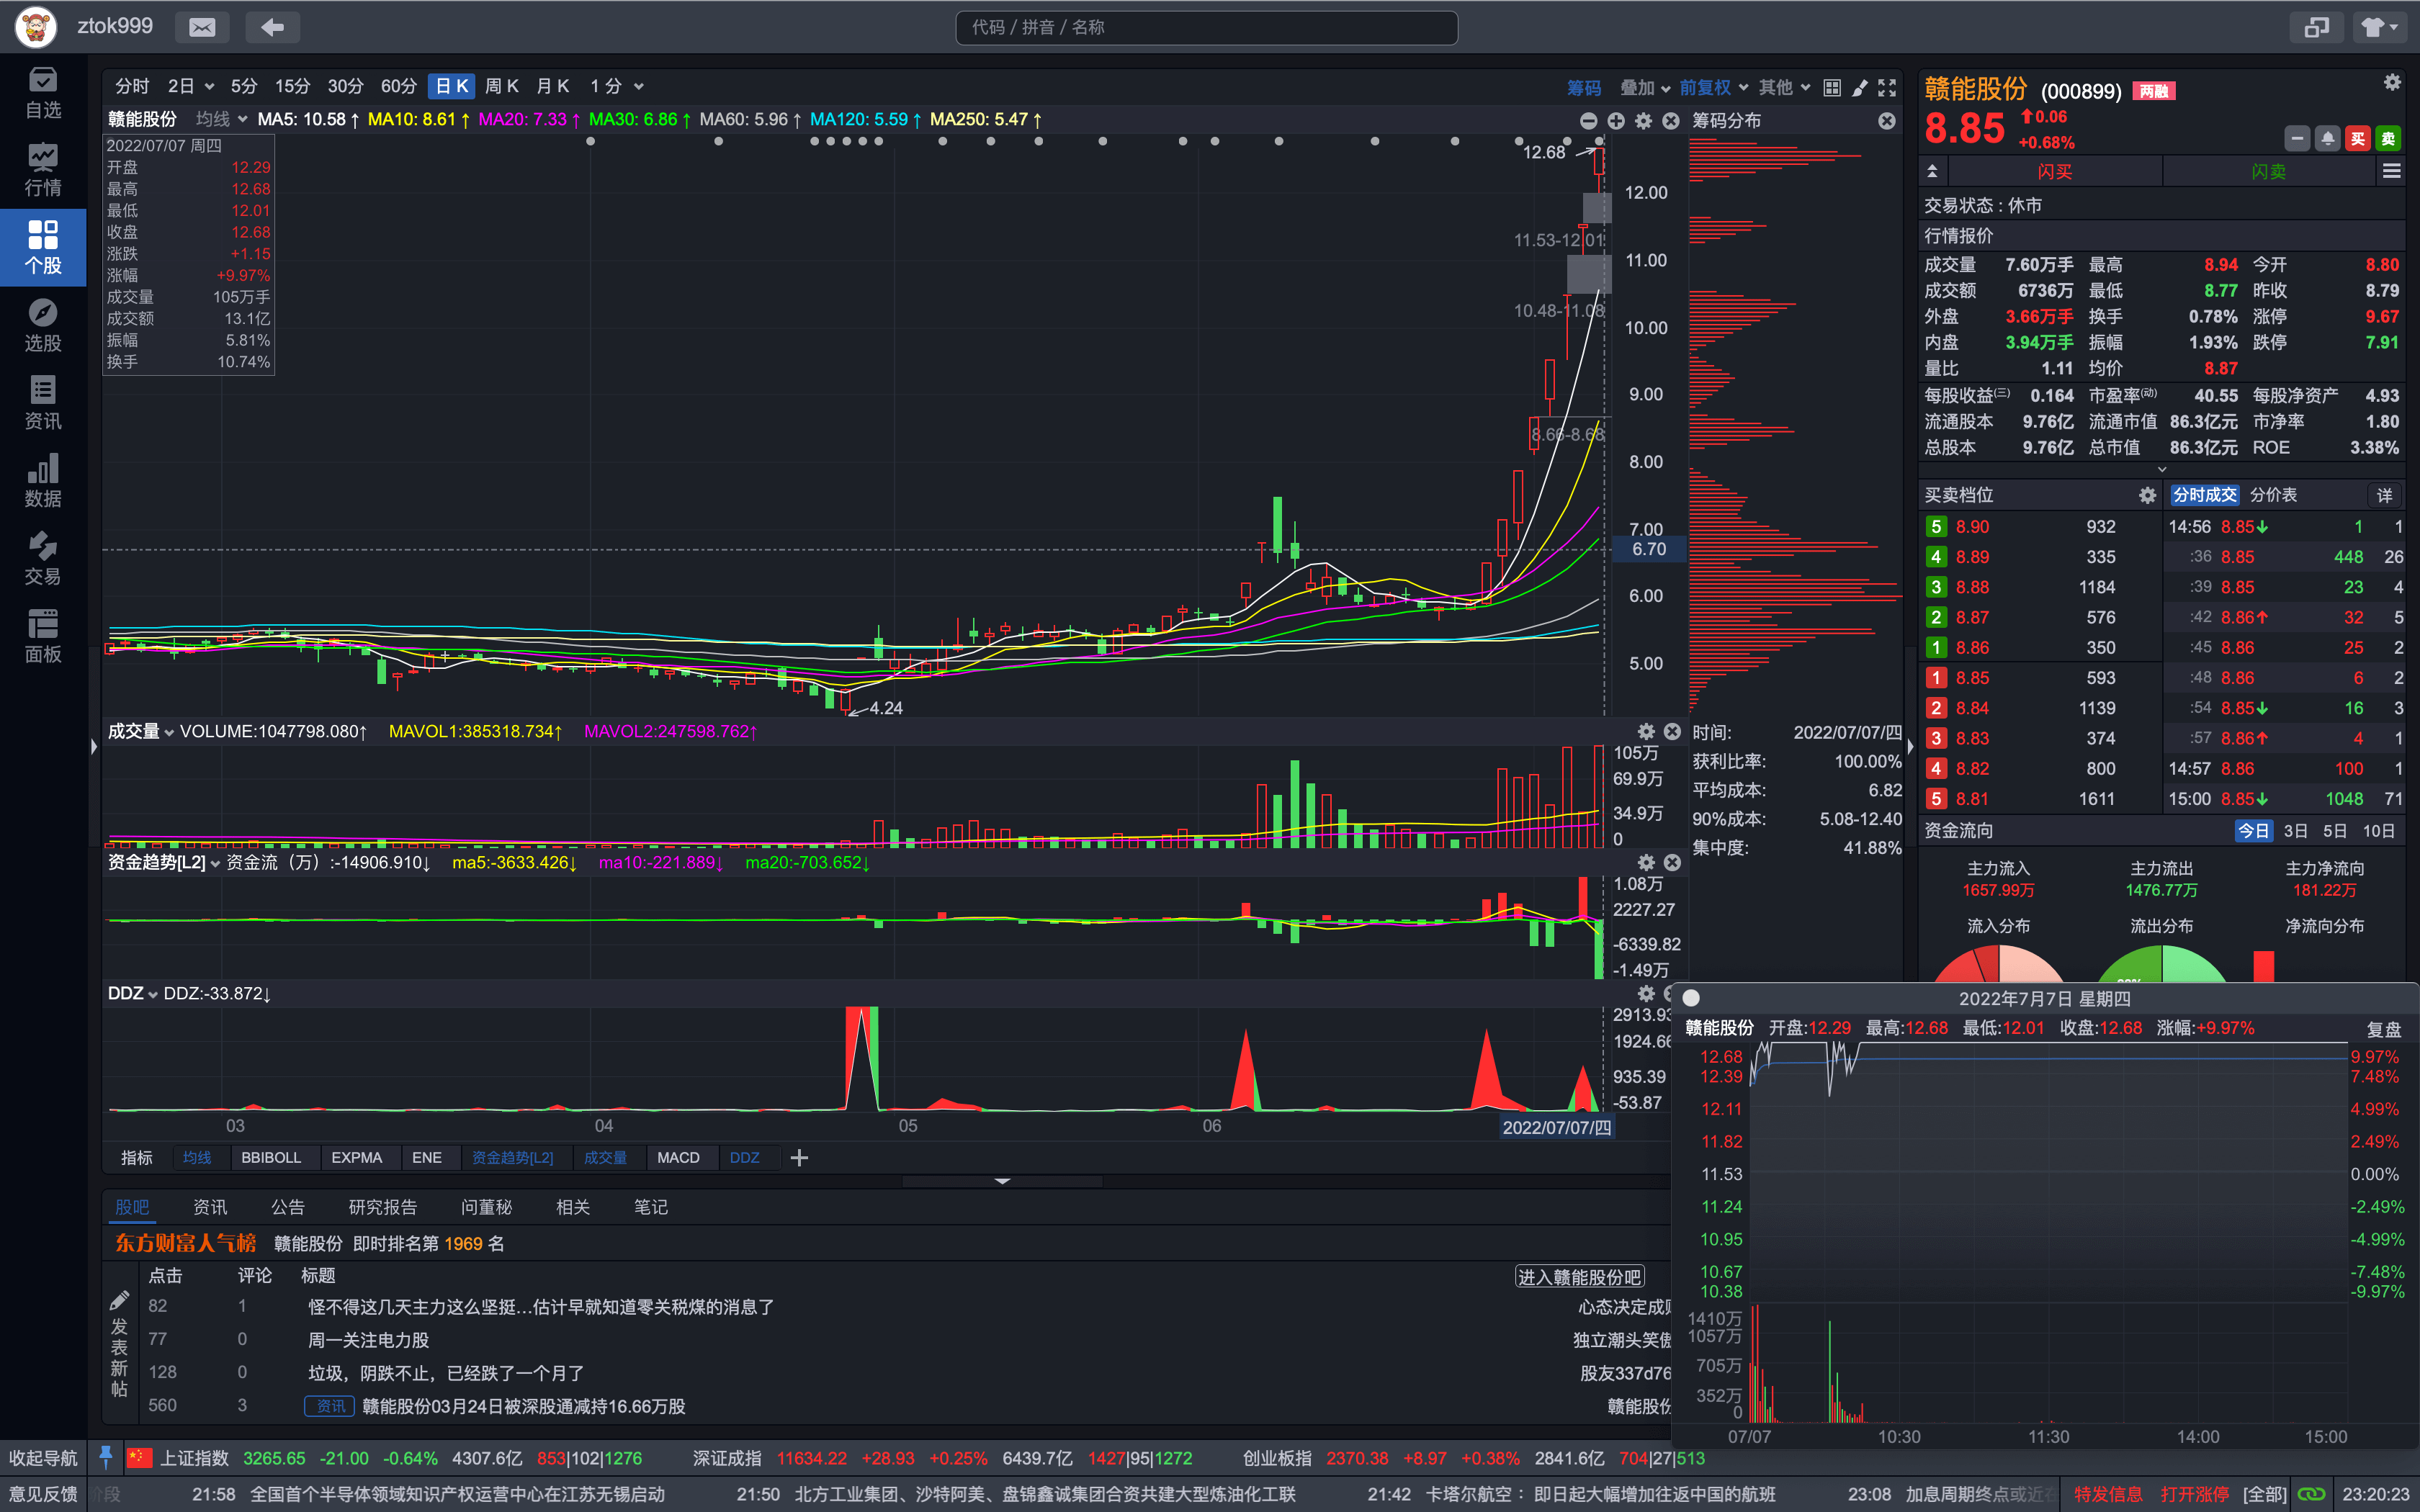 ztok999
代码 / 拼音 / 名称
自选
行情
个股
选股
资讯
数据
交易
面板
收起导航
意见反馈
分时 2日 5分 15分 30分 60分 日K 周K 月K 1分 筹码 叠加 前复权 其他
赣能股份 均线 MA5: 10.58↑ MA10: 8.61↑ MA20: 7.33↑ MA30: 6.86↑ MA60: 5.96↑ MA120: 5.59↑ MA250: 5.47↑
2022/07/07 周四
开盘 12.29
最高 12.68
最低 12.01
收盘 12.68
涨跌 +1.15
涨幅 +9.97%
成交量 105万手
成交额 13.1亿
振幅 5.81%
换手 10.74%
12.68
11.53-12.01
10.48-11.08
8.66-8.68
4.24
12.00
11.00
10.00
9.00
8.00
7.00
6.70
6.00
5.00
筹码分布
时间: 2022/07/07/四
获利比率: 100.00%
平均成本: 6.82
90%成本: 5.08-12.40
集中度: 41.88%
成交量 VOLUME:1047798.080↑ MAVOL1:385318.734↑ MAVOL2:247598.762↑
105万
69.9万
34.9万
0
资金趋势[L2] 资金流（万）:-14906.910↓ ma5:-3633.426↓ ma10:-221.889↓ ma20:-703.652↓
1.08万
2227.27
-6339.82
-1.49万
DDZ DDZ:-33.872↓
2913.93
1924.66
935.39
-53.87
03 04 05 06 2022/07/07/四
指标 均线 BBIBOLL EXPMA ENE 资金趋势[L2] 成交量 MACD DDZ
股吧 资讯 公告 研究报告 问董秘 相关 笔记
东方财富人气榜 赣能股份 即时排名第 1969 名
点击 评论 标题 进入赣能股份吧
发表新帖
82 1 怪不得这几天主力这么坚挺...估计早就知道零关税煤的消息了 心态决定成
77 0 周一关注电力股 独立潮头笑
128 0 垃圾，阴跌不止，已经跌了一个月了 股友337d76
560 3 资讯 赣能股份03月24日被深股通减持16.66万股 赣能股份
赣能股份 (000899) 两融
8.85 0.06
+0.68%
买 卖
闪买 闪卖
交易状态 : 休市
行情报价
成交量 7.60万手 最高 8.94 今开 8.80
成交额 6736万 最低 8.77 昨收 8.79
外盘 3.66万手 换手 0.78% 涨停 9.67
内盘 3.94万手 振幅 1.93% 跌停 7.91
量比 1.11 均价 8.87
每股收益(三) 0.164 市盈率(动) 40.55 每股净资产 4.93
流通股本 9.76亿 流通市值 86.3亿元 市净率 1.80
总股本 9.76亿 总市值 86.3亿元 ROE 3.38%
买卖档位 分时成交 分价表 详
5 8.90 932 14:56 8.85↓ 1 1
4 8.89 335 :36 8.85 448 26
3 8.88 1184 :39 8.85 23 4
2 8.87 576 :42 8.86↑ 32 5
1 8.86 350 :45 8.86 25 2
1 8.85 593 :48 8.86 6 2
2 8.84 1139 :54 8.85↓ 16 3
3 8.83 374 :57 8.86↑ 4 1
4 8.82 800 14:57 8.86 100 1
5 8.81 1611 15:00 8.85↓ 1048 71
资金流向 今日 3日 5日 10日
主力流入 主力流出 主力净流向
1657.99万 1476.77万 181.22万
流入分布 流出分布 净流向分布
2022年7月7日 星期四
赣能股份 开盘:12.29 最高:12.68 最低:12.01 收盘:12.68 涨幅:+9.97% 复盘
12.68 9.97%
12.39 7.48%
12.11 4.99%
11.82 2.49%
11.53 0.00%
11.24 -2.49%
10.95 -4.99%
10.67 -7.48%
10.38 -9.97%
1410万
1057万
705万
352万
0
07/07 10:30 11:30 14:00 15:00
上证指数 3265.65 -21.00 -0.64% 4307.6亿 853|102|1276 深证成指 11634.22 +28.93 +0.25% 6439.7亿 1427|95|1272 创业板指 2370.38 +8.97 +0.38% 2841.6亿 704|27|513
阶段 21:58 全国首个半导体领域知识产权运营中心在江苏无锡启动 21:50 北方工业集团、沙特阿美、盘锦鑫诚集团合资共建大型炼油化工联 21:42 卡塔尔航空：即日起大幅增加往返中国的航班 23:08 加息周期终点或近在 特发信息 打开涨停 [全部] 23:20:23